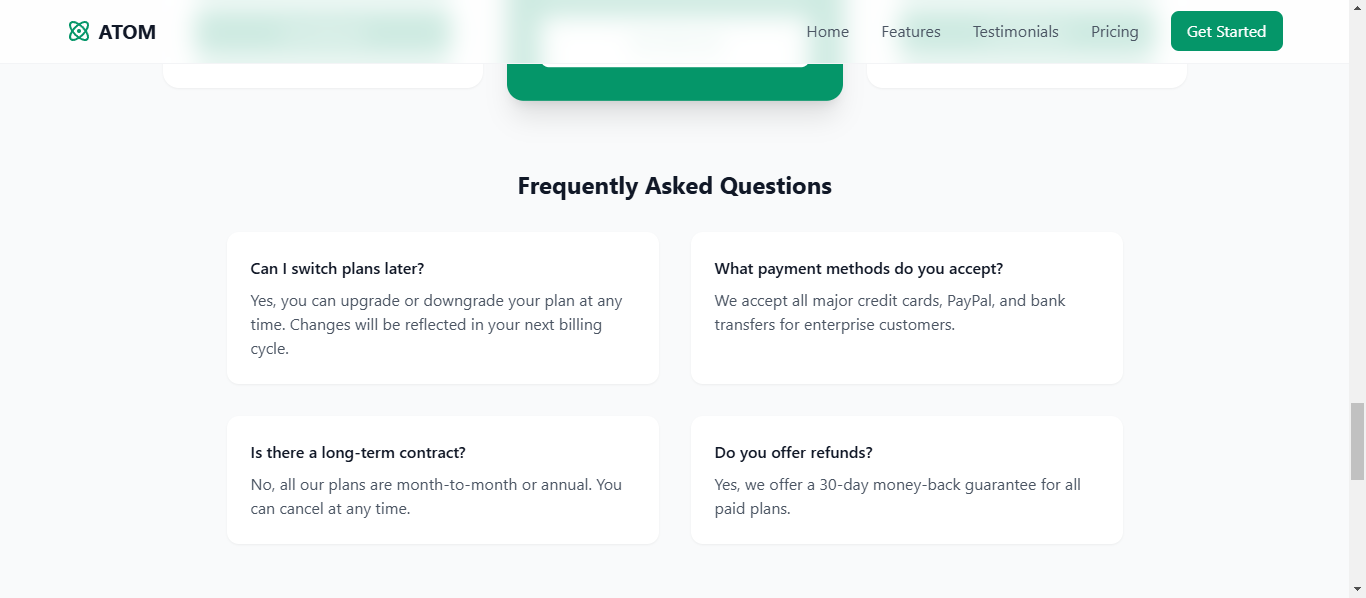 ATOM
Home
Features
Testimonials
Pricing
Get Started
Frequently Asked Questions
Can I switch plans later?
Yes, you can upgrade or downgrade your plan at any
time. Changes will be reflected in your next billing
cycle.
What payment methods do you accept?
We accept all major credit cards, PayPal, and bank
transfers for enterprise customers.
Is there a long-term contract?
No, all our plans are month-to-month or annual. You
can cancel at any time.
Do you offer refunds?
Yes, we offer a 30-day money-back guarantee for all
paid plans.